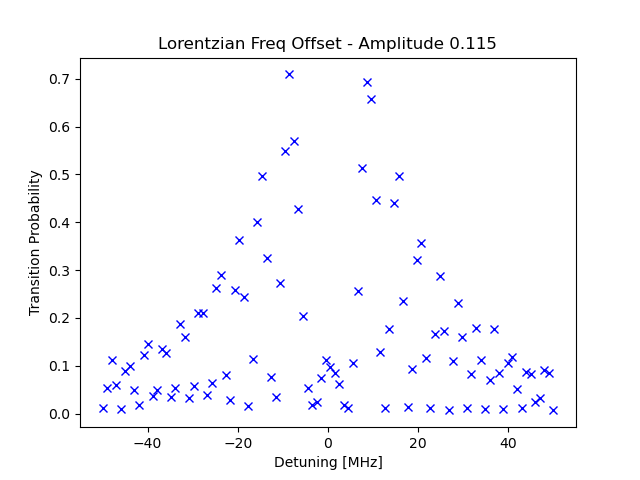 Lorentzian Freq Offset - Amplitude 0.115
0.7
0.6
0.5
0.4
0.3
0.2
0.1
0.0
Transition Probability
−40 −20 0 20 40
Detuning [MHz]